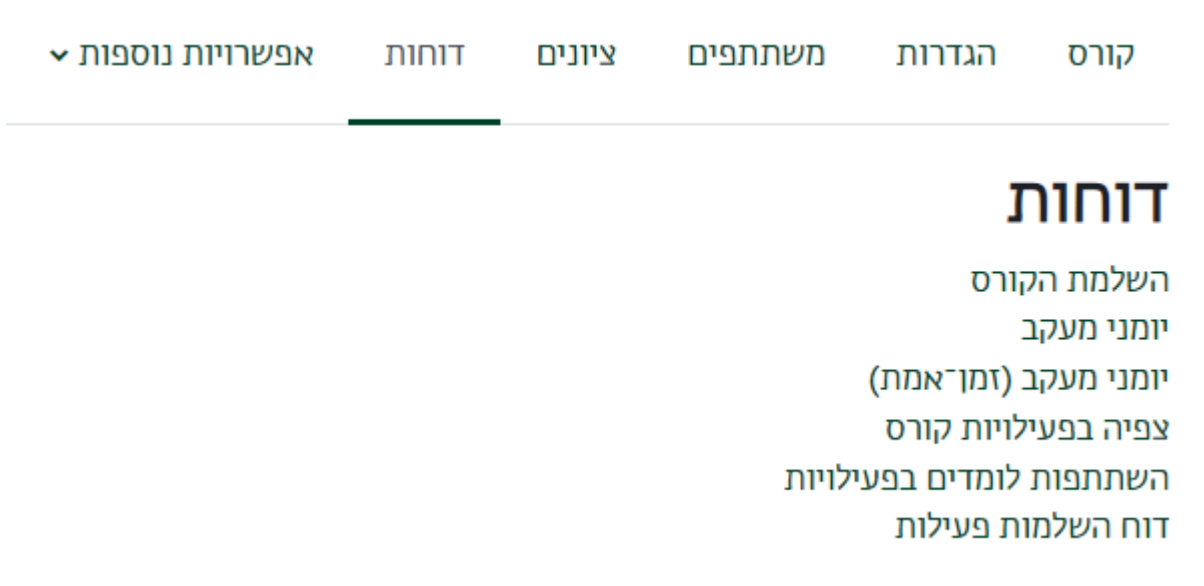 קורס הגדרות משתתפים ציונים דוחות אפשרויות נוספות
דוחות
השלמת הקורס
יומני מעקב
יומני מעקב (זמן־אמת)
צפיה בפעילויות קורס
השתתפות לומדים בפעילויות
דוח השלמות פעילות